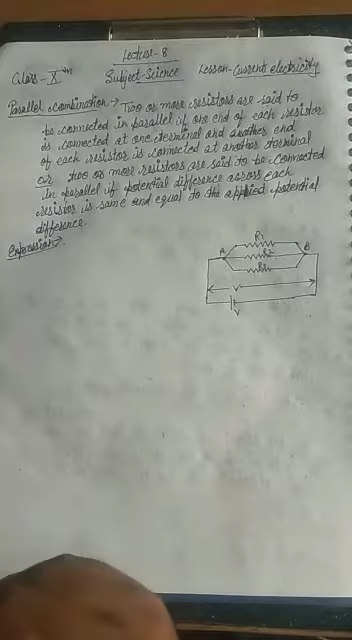 Lecture-8
Class-Xth Subject-Science Lesson-Current electricity
Parallel combination → Two or more resistors are said to
be connected in parallel if one end of each resistor
is connected at one terminal and another end
of each resistor is connected at another terminal
or two or more resistors are said to be connected
in parallel if potential difference across each
resistor is same and equal to the applied potential
difference.
Expression→
R1
A R2 B
R3
V
V